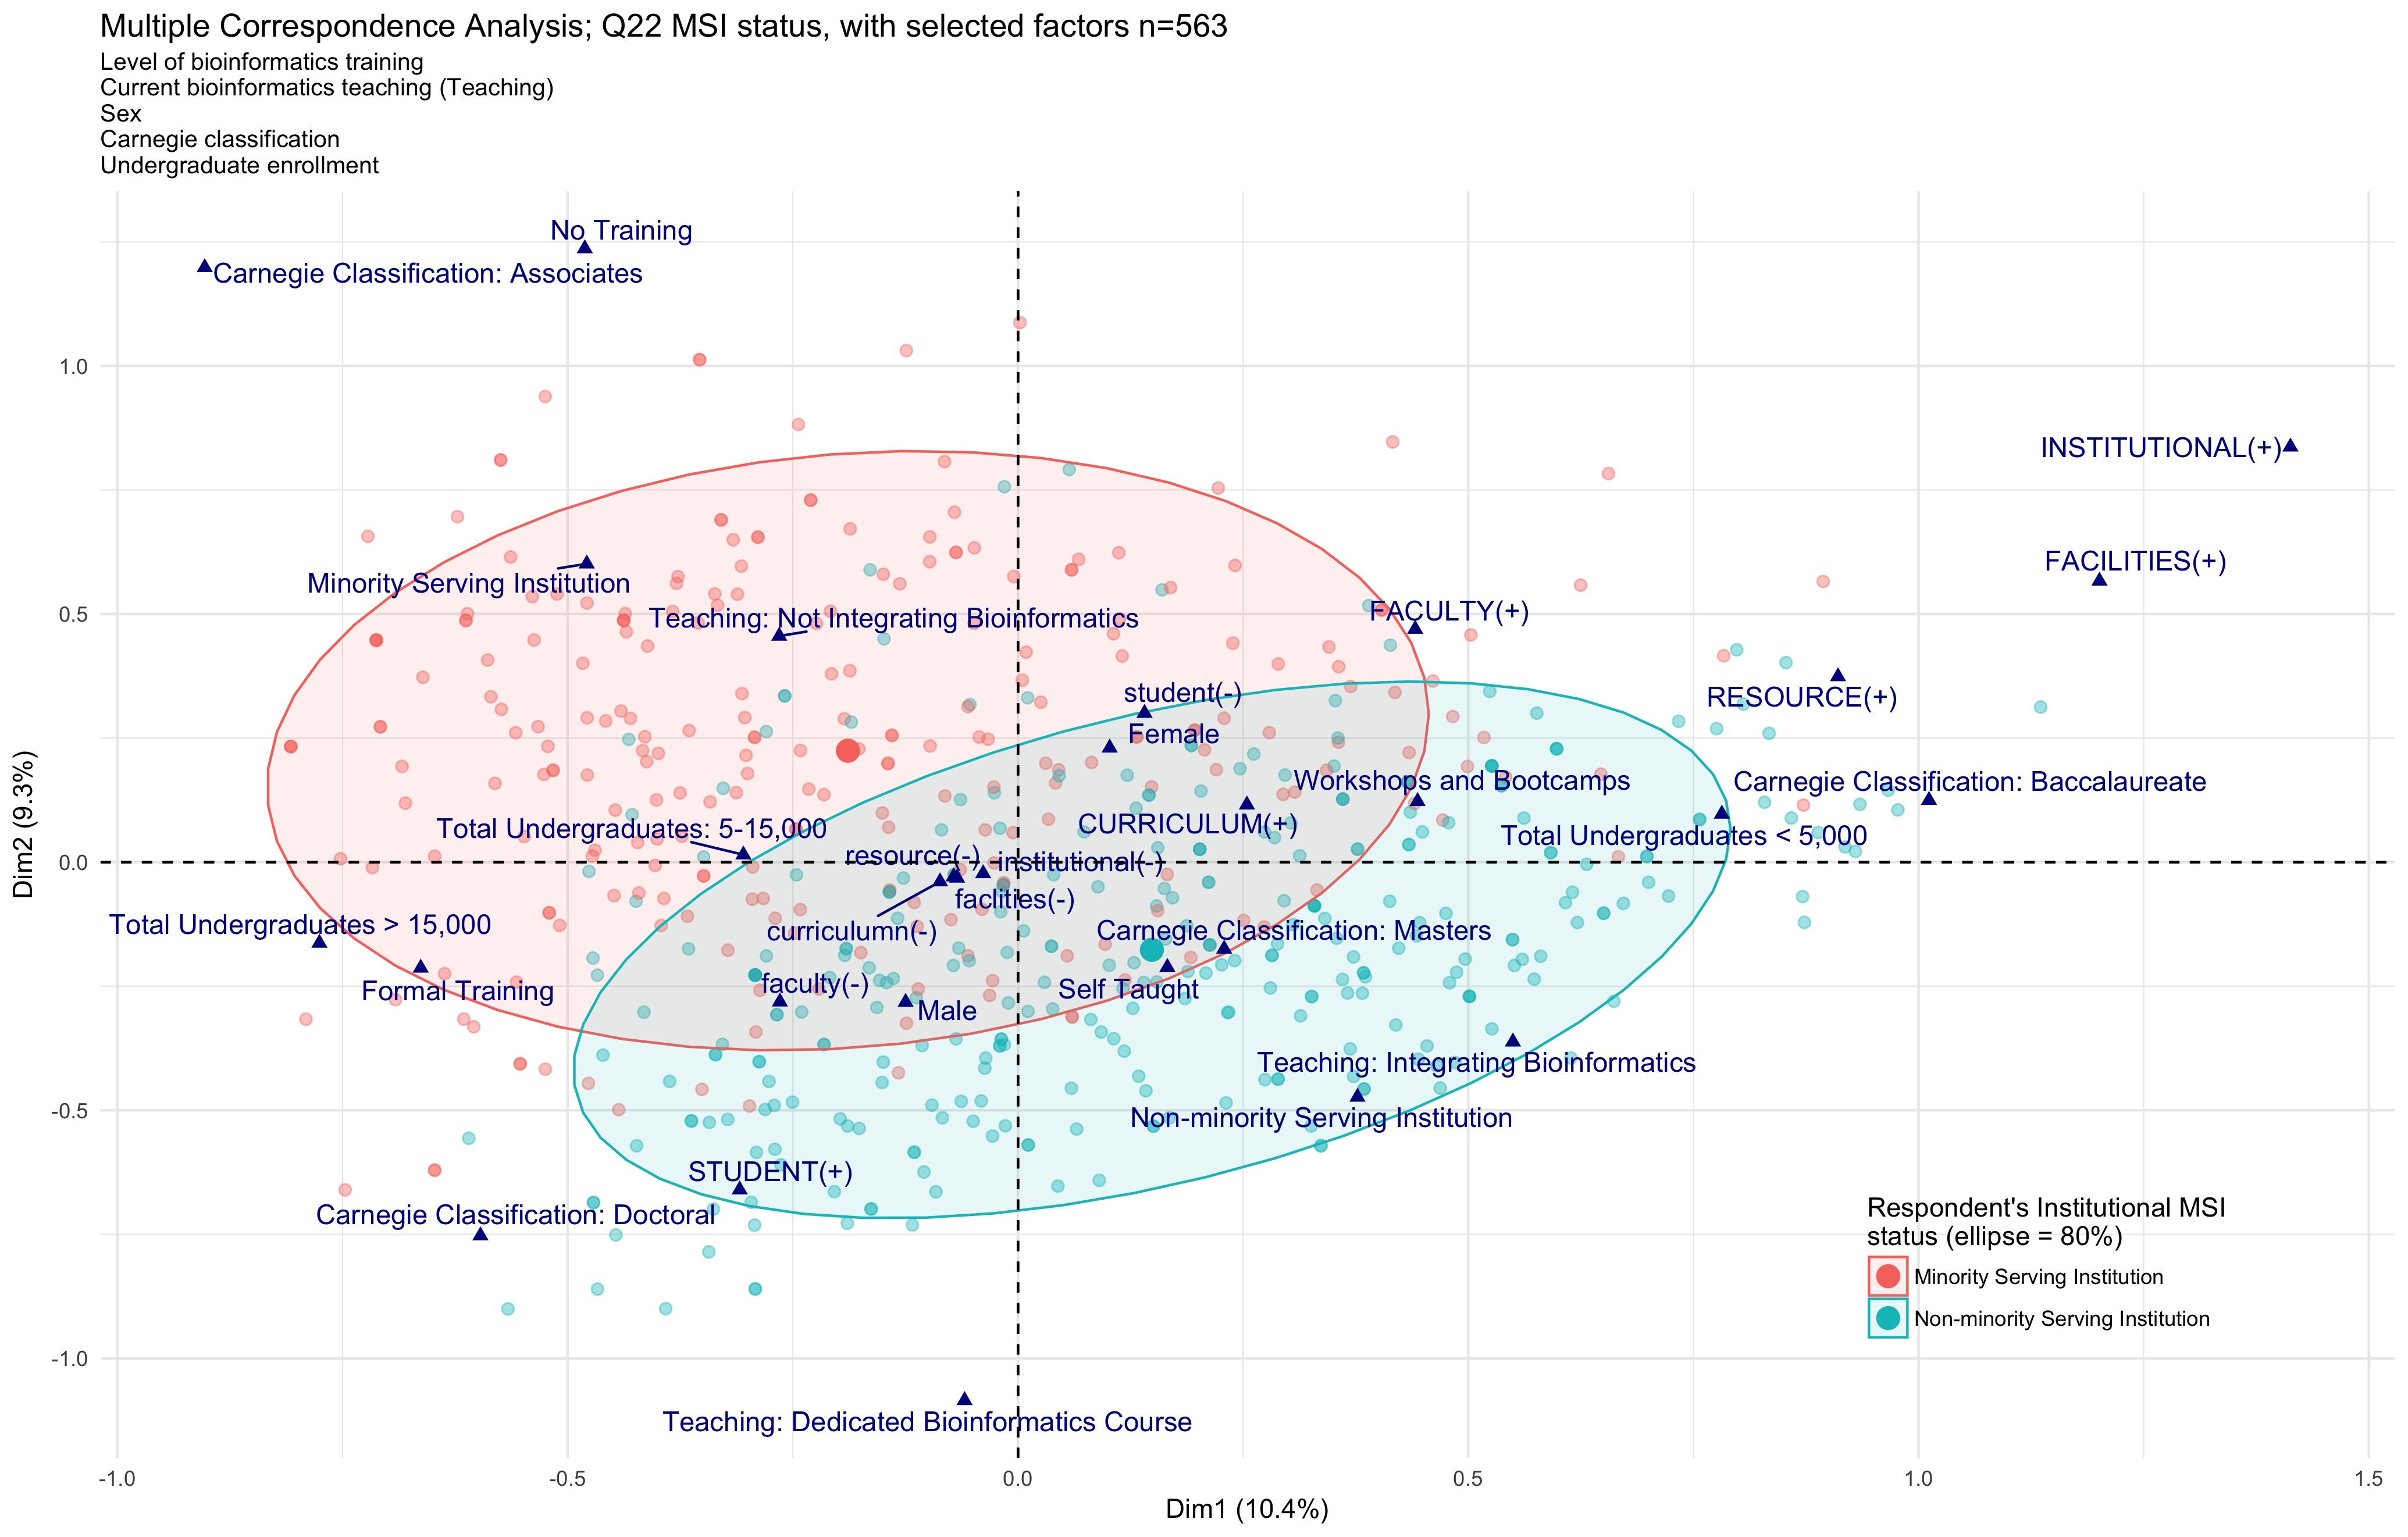 Multiple Correspondence Analysis; Q22 MSI status, with selected factors n=563
Level of bioinformatics training
Current bioinformatics teaching (Teaching)
Sex
Carnegie classification
Undergraduate enrollment
No Training
Carnegie Classification: Associates
1.0
INSTITUTIONAL(+)
FACILITIES(+)
Minority Serving Institution
0.5
Teaching: Not Integrating Bioinformatics
FACULTY(+)
student(-)
RESOURCE(+)
Female
Workshops and Bootcamps
Carnegie Classification: Baccalaureate
CURRICULUM(+)
Total Undergraduates: 5-15,000
Total Undergraduates < 5,000
resource(-)
institutional(-)
0.0
faclities(-)
Total Undergraduates > 15,000
curriculumn(-)
Carnegie Classification: Masters
Formal Training
faculty(-)
Self Taught
Male
Teaching: Integrating Bioinformatics
-0.5
Non-minority Serving Institution
STUDENT(+)
Carnegie Classification: Doctoral
Respondent's Institutional MSI
status (ellipse = 80%)
Minority Serving Institution
Non-minority Serving Institution
-1.0
Teaching: Dedicated Bioinformatics Course
-1.0
-0.5
0.0
0.5
1.0
1.5
Dim1 (10.4%)
Dim2 (9.3%)